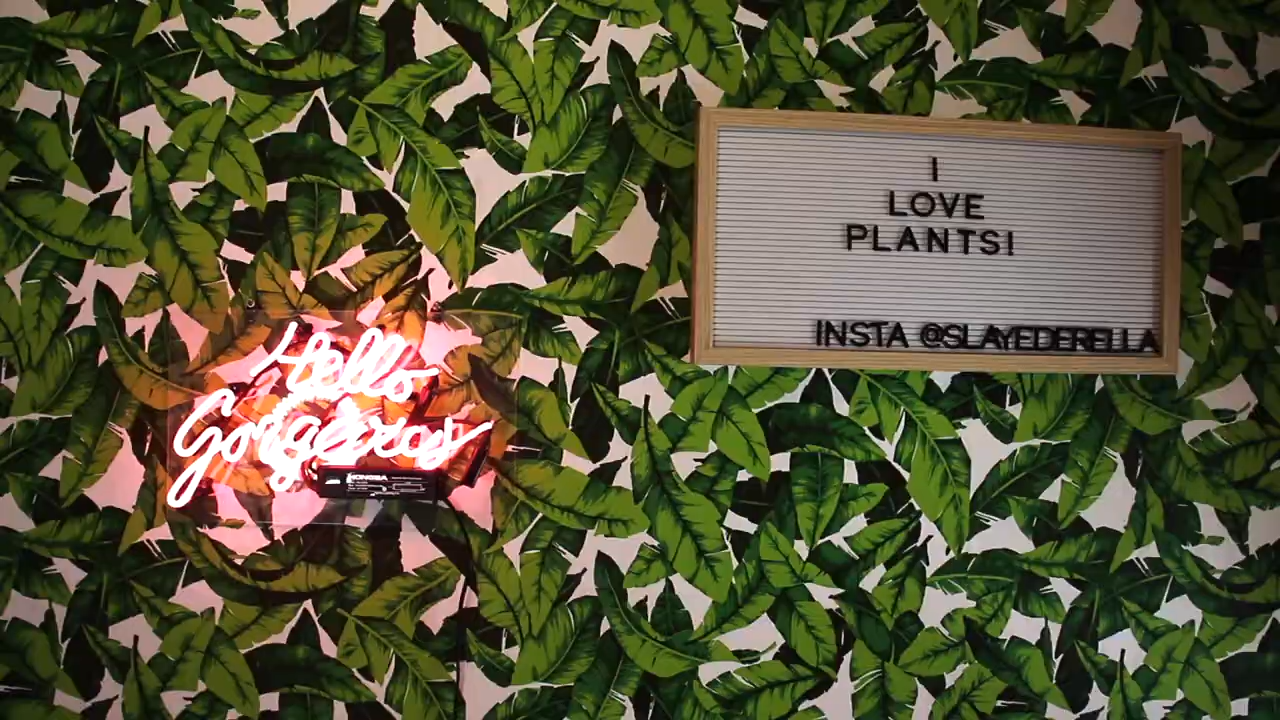 I
LOVE
PLANTS!
INSTA @SLAYEDERELLA
Hello
Gorgeous